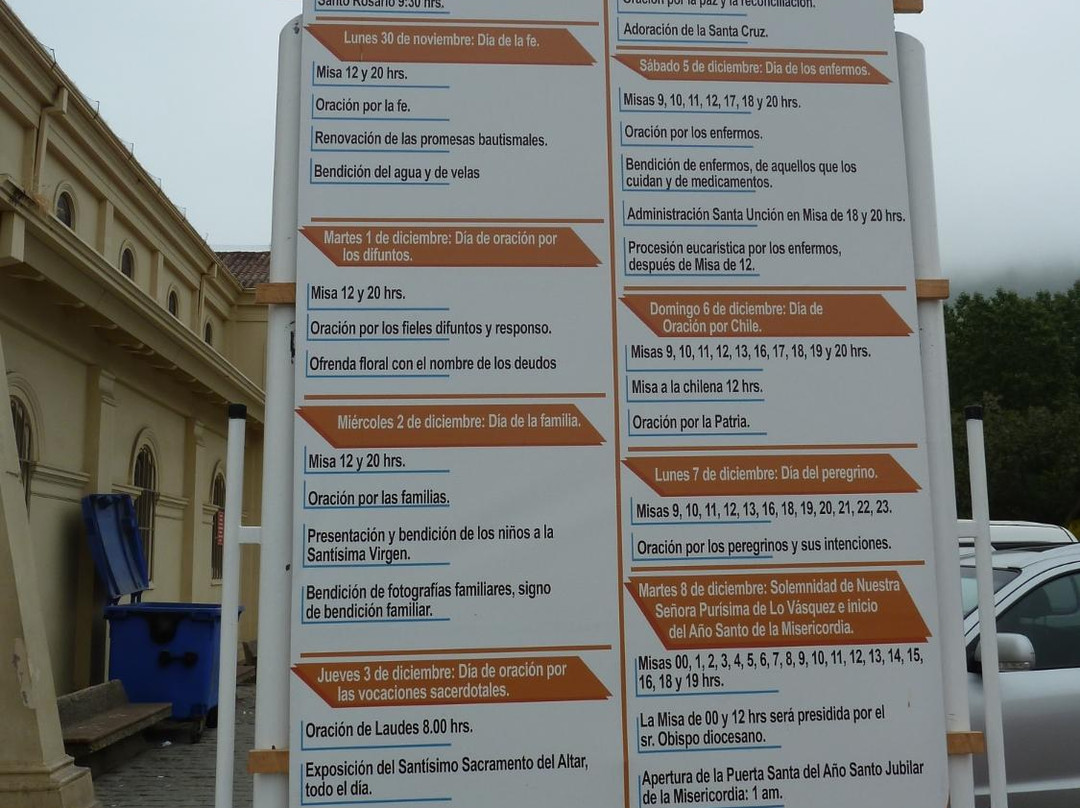 Santo Rosario 9:30 hrs.
Lunes 30 de noviembre: Día de la fe.
Misa 12 y 20 hrs.
Oración por la fe.
Renovación de las promesas bautismales.
Bendición del agua y de velas
Martes 1 de diciembre: Día de oración por
los difuntos.
Misa 12 y 20 hrs.
Oración por los fieles difuntos y responso.
Ofrenda floral con el nombre de los deudos
Miércoles 2 de diciembre: Día de la familia.
Misa 12 y 20 hrs.
Oración por las familias.
Presentación y bendición de los niños a la
Santísima Virgen.
Bendición de fotografías familiares, signo
de bendición familiar.
Jueves 3 de diciembre: Día de oración por
las vocaciones sacerdotales.
Oración de Laudes 8.00 hrs.
Exposición del Santísimo Sacramento del Altar,
todo el día.
Oración por la paz y la reconciliación.
Adoración de la Santa Cruz.
Sábado 5 de diciembre: Día de los enfermos.
Misas 9, 10, 11, 12, 17, 18 y 20 hrs.
Oración por los enfermos.
Bendición de enfermos, de aquellos que los
cuidan y de medicamentos.
Administración Santa Unción en Misa de 18 y 20 hrs.
Procesión eucarística por los enfermos,
después de Misa de 12.
Domingo 6 de diciembre: Día de
Oración por Chile.
Misas 9, 10, 11, 12, 13, 16, 17, 18, 19 y 20 hrs.
Misa a la chilena 12 hrs.
Oración por la Patria.
Lunes 7 de diciembre: Día del peregrino.
Misas 9, 10, 11, 12, 13, 16, 18, 19, 20, 21, 22, 23.
Oración por los peregrinos y sus intenciones.
Martes 8 de diciembre: Solemnidad de Nuestra
Señora Purísima de Lo Vásquez e inicio
del Año Santo de la Misericordia.
Misas 00, 1, 2, 3, 4, 5, 6, 7, 8, 9, 10, 11, 12, 13, 14, 15,
16, 18 y 19 hrs.
La Misa de 00 y 12 hrs será presidida por el
sr. Obispo diocesano.
Apertura de la Puerta Santa del Año Santo Jubilar
de la Misericordia: 1 am.